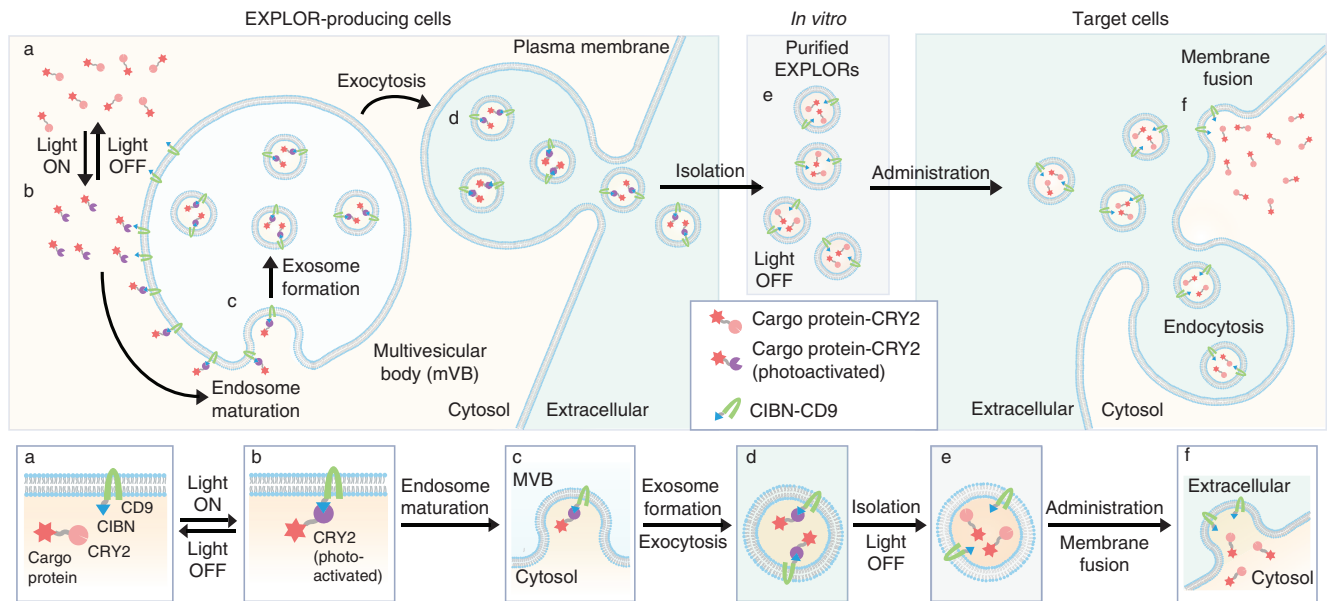 EXPLOR-producing cells
In vitro
Target cells
a
Light
ON
Light
OFF
b
c
Exosome
formation
Endosome
maturation
Multivesicular
body (mVB)
Exocytosis
Plasma membrane
d
Cytosol
Extracellular
Isolation
Purified
EXPLORs
e
Light
OFF
Administration
Membrane
fusion
f
Endocytosis
Extracellular
Cytosol
Cargo protein-CRY2
Cargo protein-CRY2
(photoactivated)
CIBN-CD9
a
CD9
CIBN
CRY2
Cargo
protein
Light
ON
Light
OFF
b
CRY2
(photo-
activated)
Endosome
maturation
c
MVB
Cytosol
Exosome
formation
Exocytosis
d
Isolation
Light
OFF
e
Administration
Membrane
fusion
f
Extracellular
Cytosol